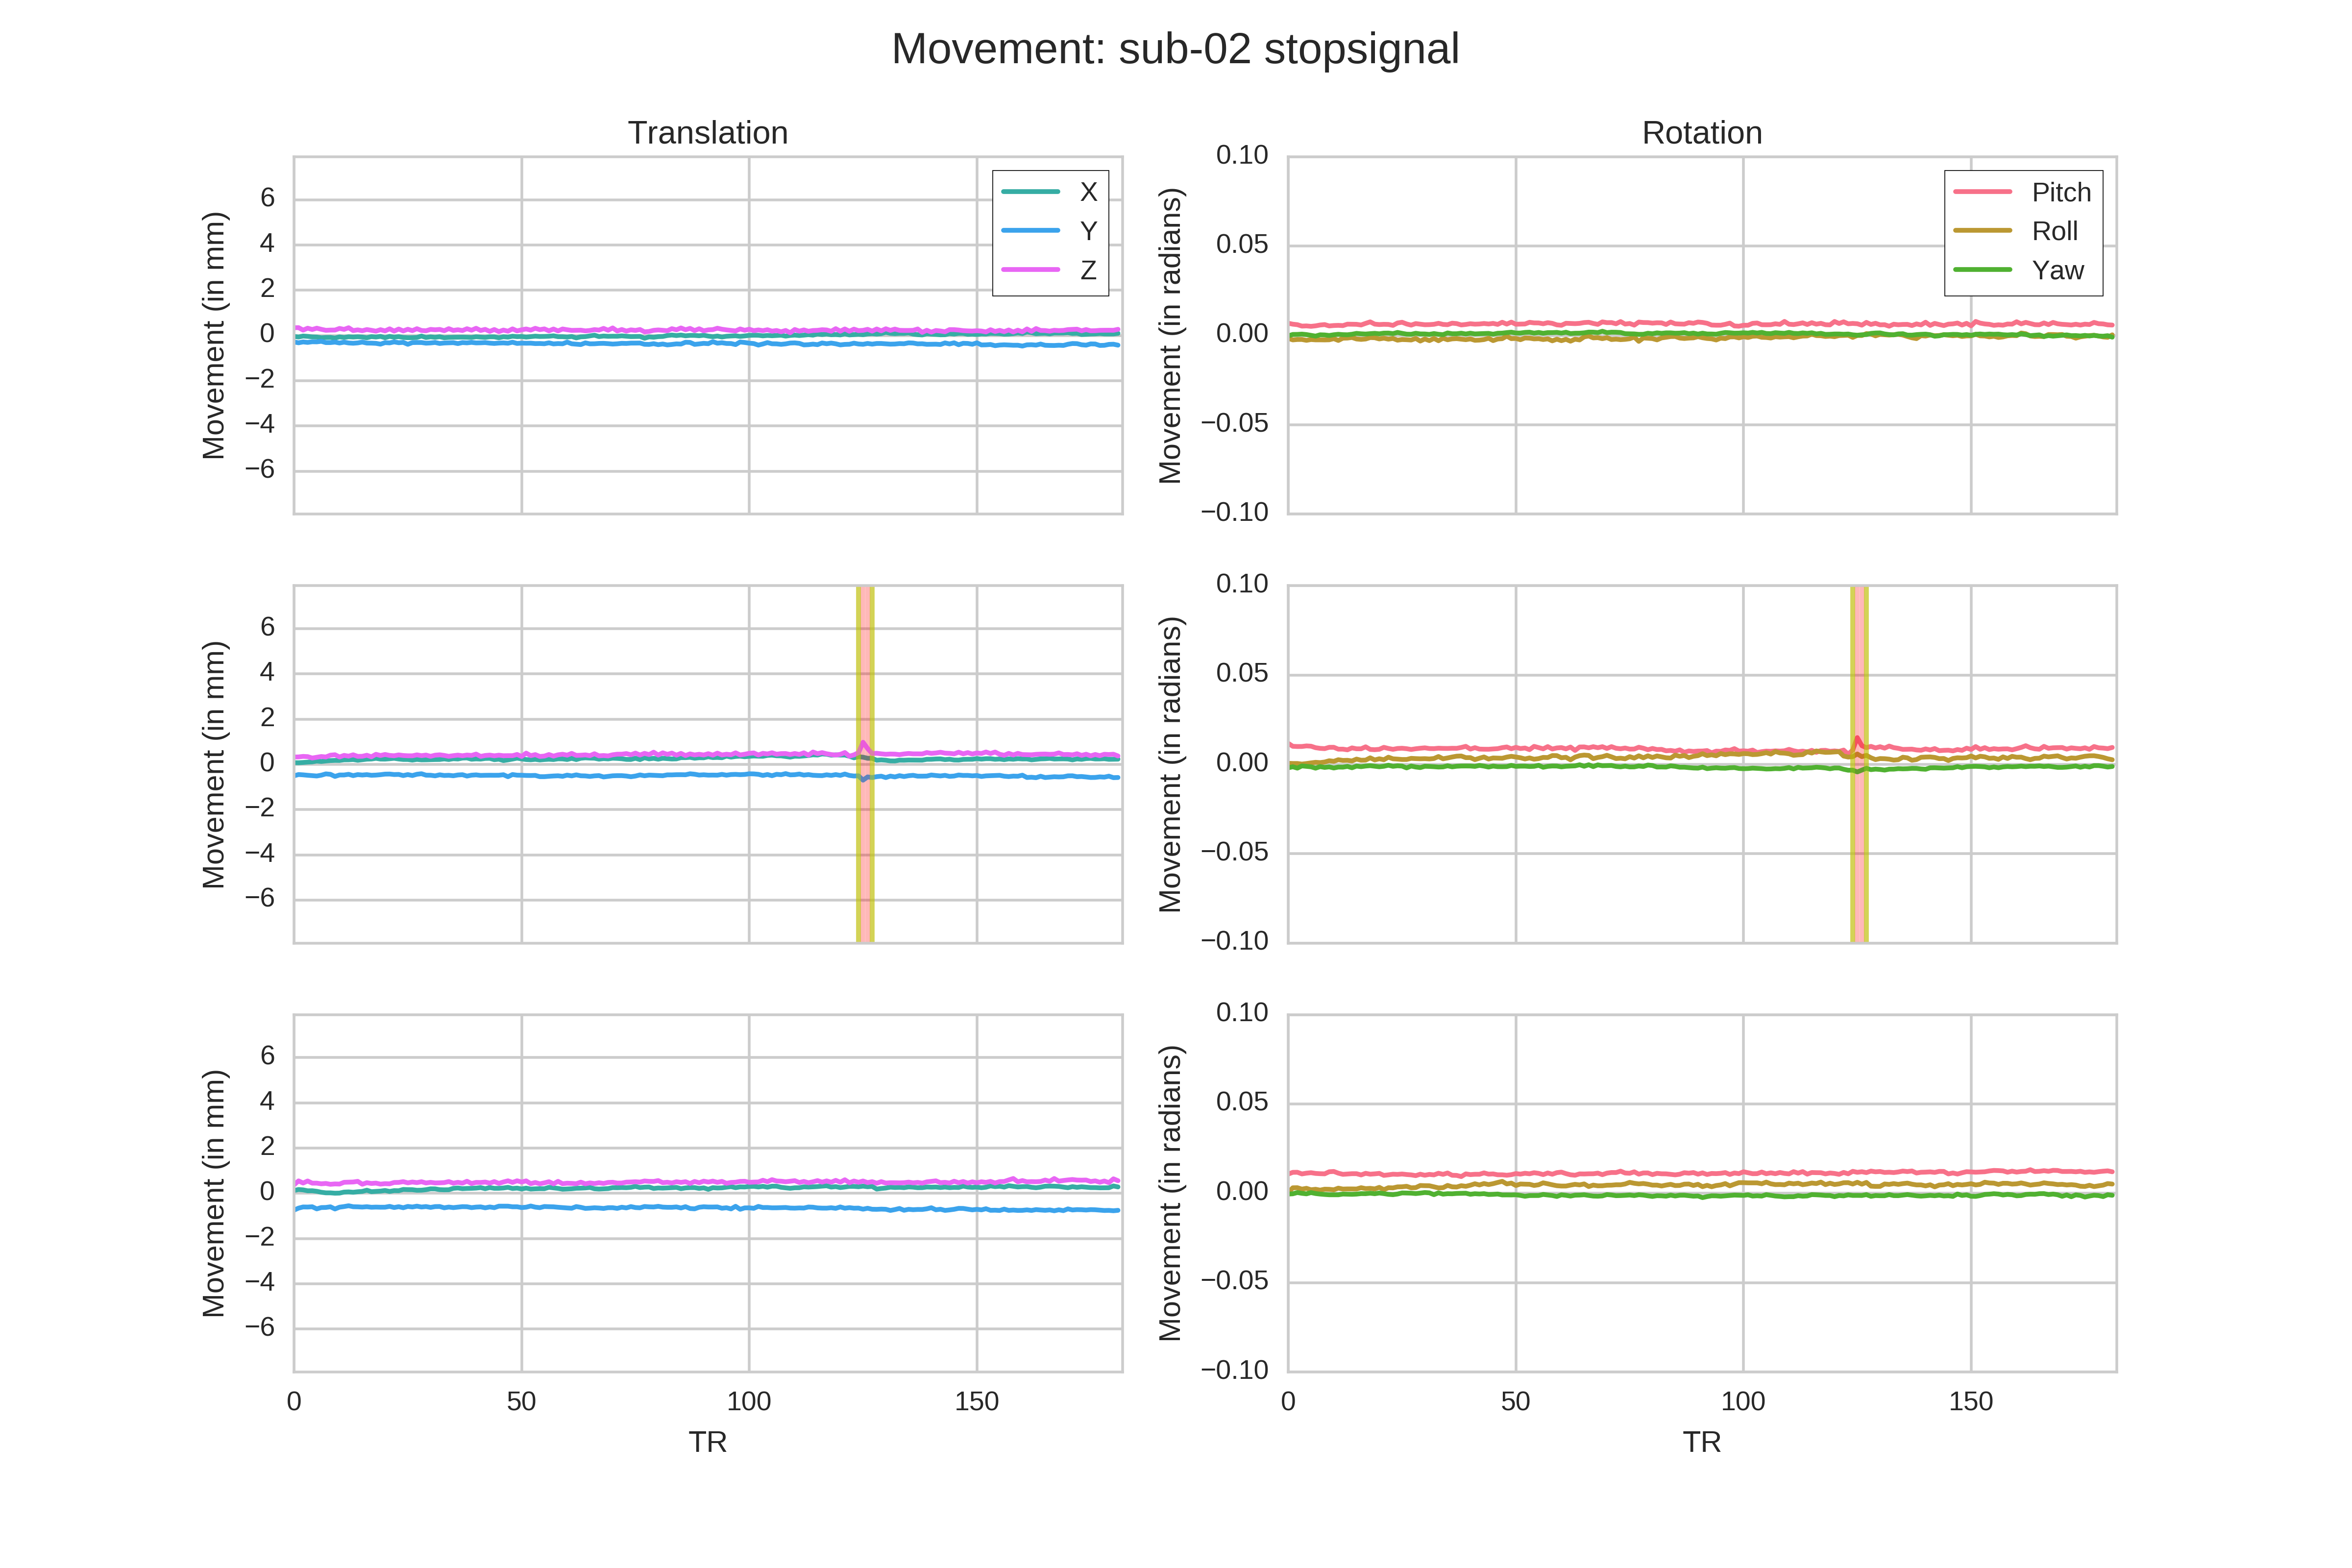 Movement: sub-02 stopsignal
Translation
Rotation
Movement (in mm)
6
4
2
0
−2
−4
−6
X
Y
Z
Movement (in radians)
0.10
0.05
0.00
−0.05
−0.10
Pitch
Roll
Yaw
Movement (in mm)
6
4
2
0
−2
−4
−6
Movement (in radians)
0.10
0.05
0.00
−0.05
−0.10
Movement (in mm)
6
4
2
0
−2
−4
−6
0 50 100 150
TR
Movement (in radians)
0.10
0.05
0.00
−0.05
−0.10
0 50 100 150
TR